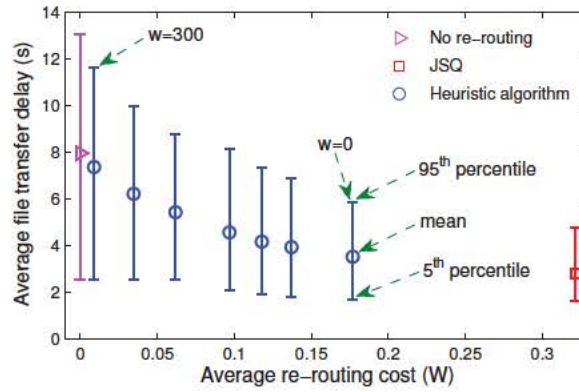 14
12
10
8
6
4
2
0
Average file transfer delay (s)
w=300
No re-routing
JSQ
Heuristic algorithm
w=0
95th percentile
mean
5th percentile
0
0.05
0.1
0.15
0.2
0.25
0.3
Average re-routing cost (W)